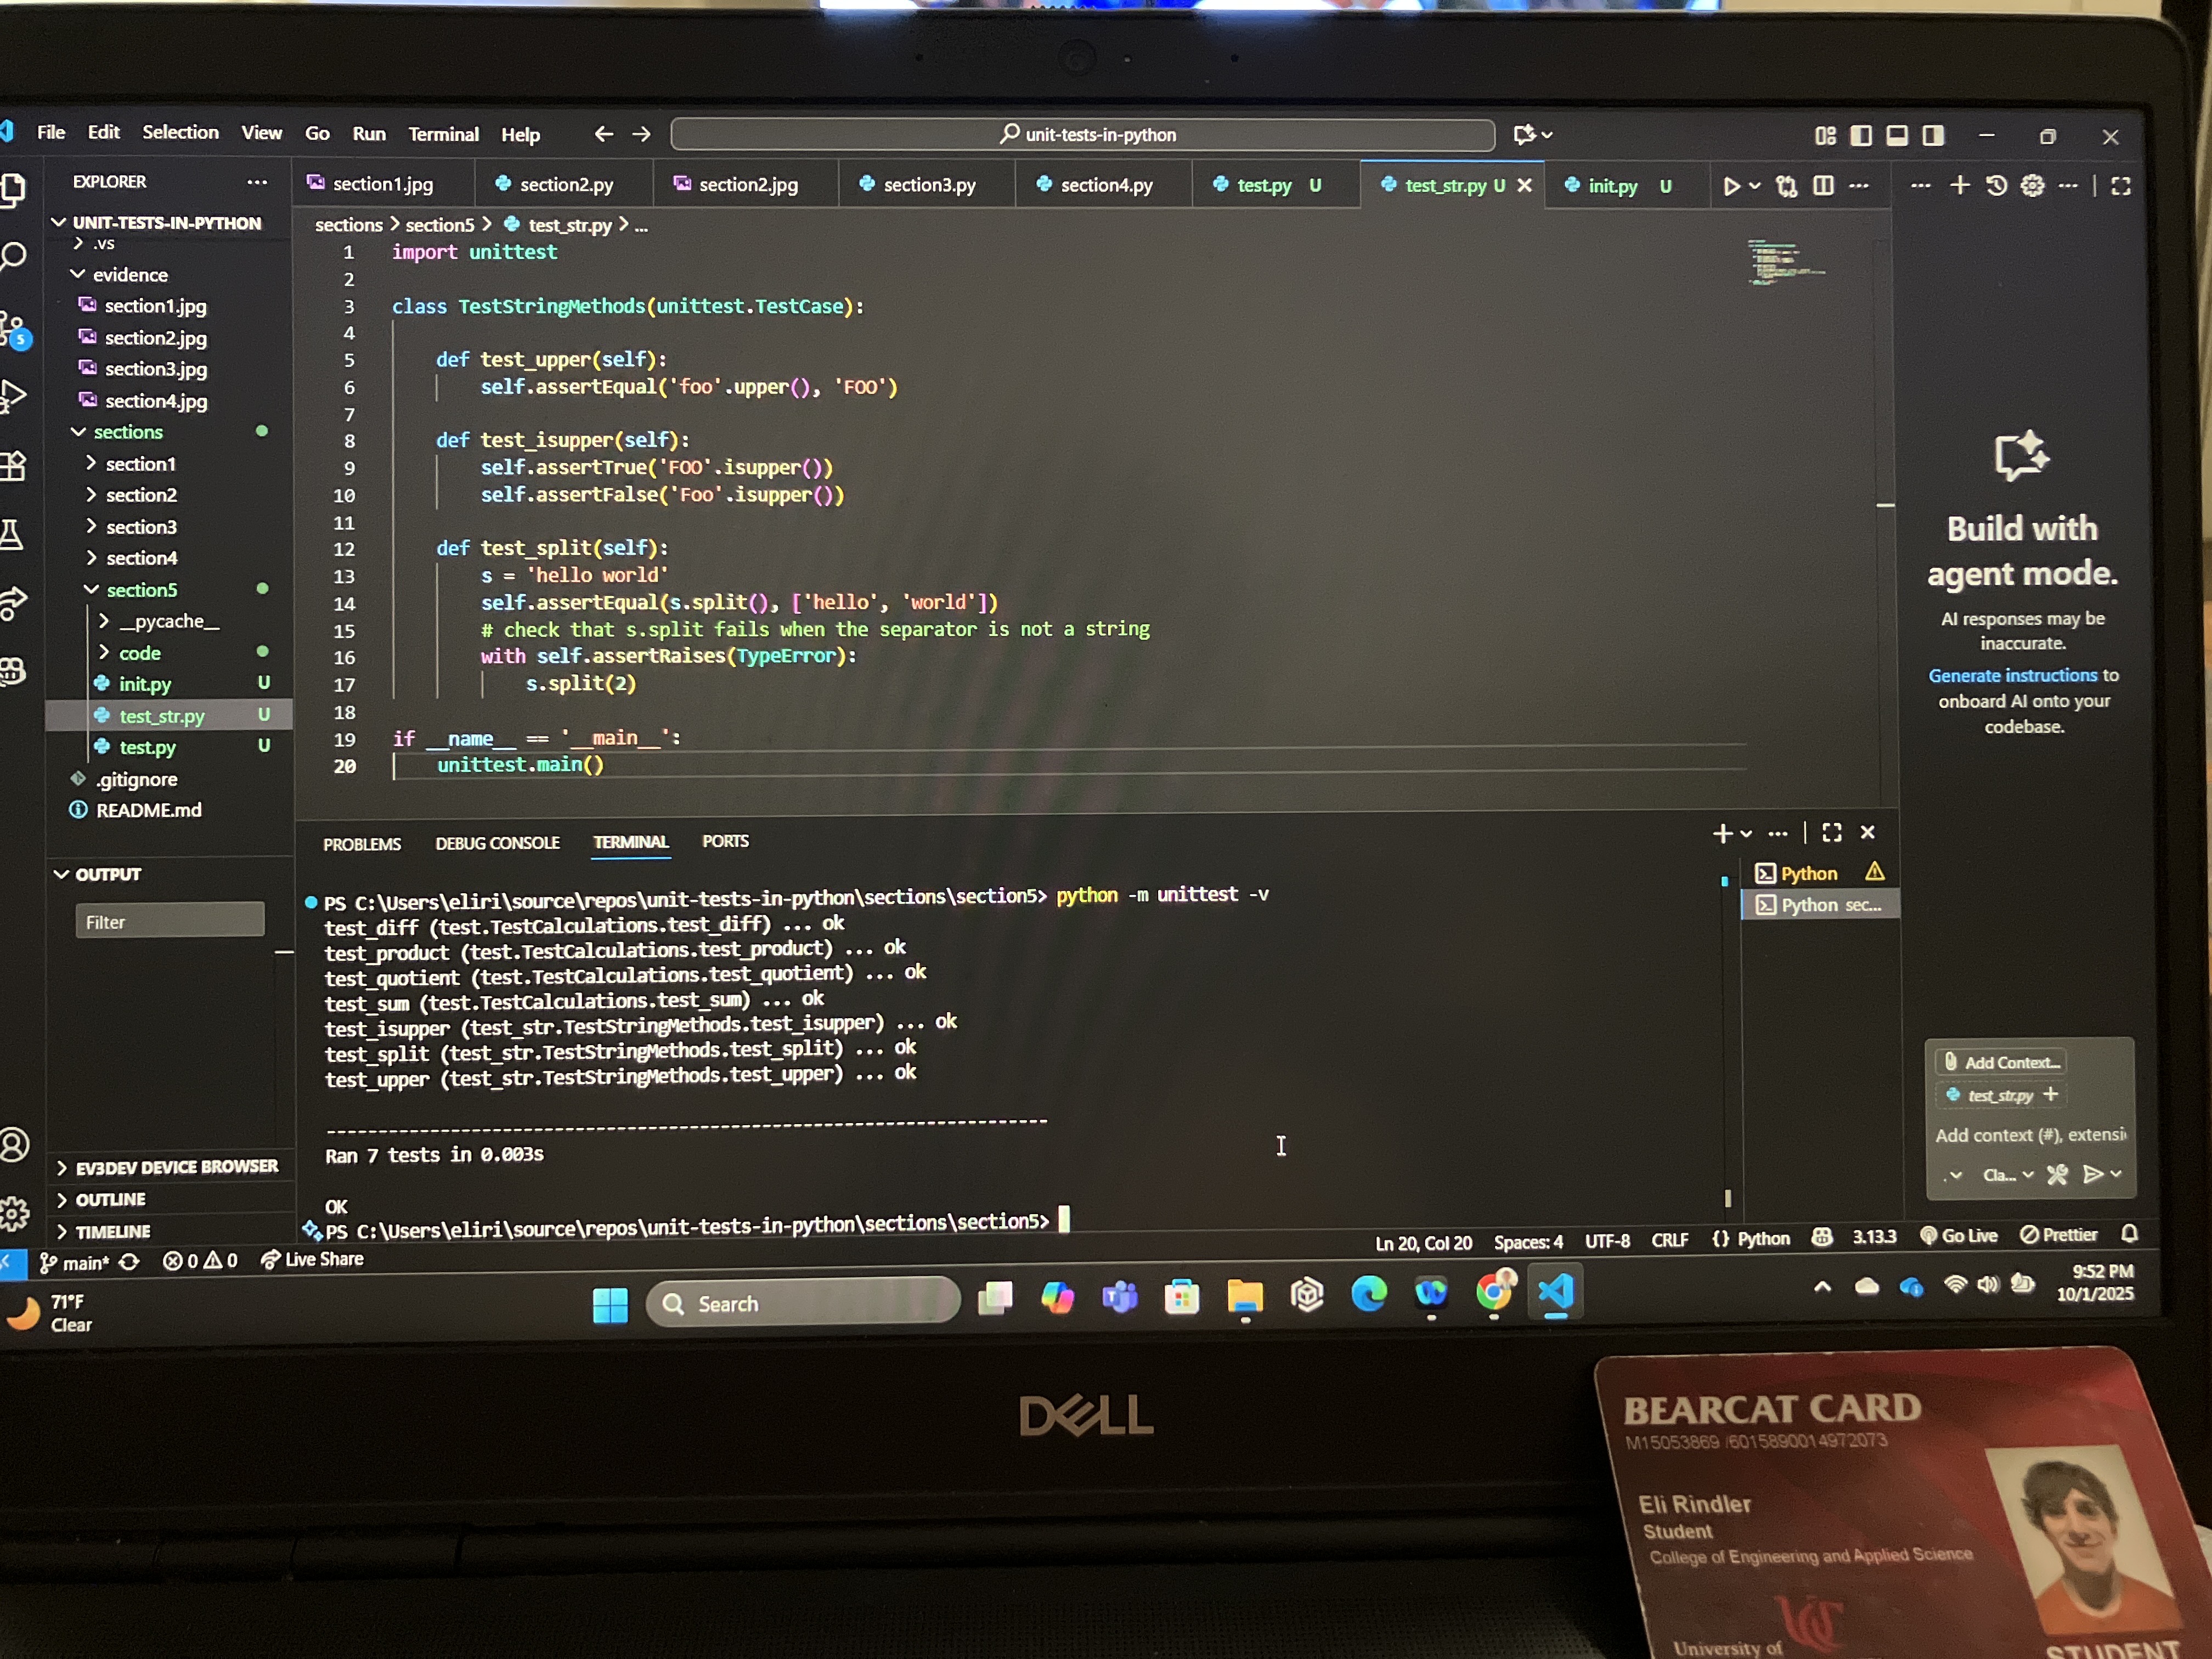 File Edit Selection View Go Run Terminal Help
unit-tests-in-python
EXPLORER
section1.jpg section2.py section2.jpg section3.py section4.py test.py U test_str.py U init.py U
UNIT-TESTS-IN-PYTHON
.vs
evidence
section1.jpg
section2.jpg
section3.jpg
section4.jpg
sections
section1
section2
section3
section4
section5
__pycache__
code
init.py U
test_str.py U
test.py U
.gitignore
README.md
OUTPUT
Filter
EV3DEV DEVICE BROWSER
OUTLINE
TIMELINE
5
sections > section5 > test_str.py > ...
1 import unittest
2
3 class TestStringMethods(unittest.TestCase):
4
5 def test_upper(self):
6 self.assertEqual('foo'.upper(), 'FOO')
7
8 def test_isupper(self):
9 self.assertTrue('FOO'.isupper())
10 self.assertFalse('Foo'.isupper())
11
12 def test_split(self):
13 s = 'hello world'
14 self.assertEqual(s.split(), ['hello', 'world'])
15 # check that s.split fails when the separator is not a string
16 with self.assertRaises(TypeError):
17 s.split(2)
18
19 if __name__ == '__main__':
20 unittest.main()
PROBLEMS DEBUG CONSOLE TERMINAL PORTS
PS C:\Users\eliri\source\repos\unit-tests-in-python\sections\section5> python -m unittest -v
test_diff (test.TestCalculations.test_diff) ... ok
test_product (test.TestCalculations.test_product) ... ok
test_quotient (test.TestCalculations.test_quotient) ... ok
test_sum (test.TestCalculations.test_sum) ... ok
test_isupper (test_str.TestStringMethods.test_isupper) ... ok
test_split (test_str.TestStringMethods.test_split) ... ok
test_upper (test_str.TestStringMethods.test_upper) ... ok
----------------------------------------------------------------------
Ran 7 tests in 0.003s
OK
PS C:\Users\eliri\source\repos\unit-tests-in-python\sections\section5>
Python
Python sec...
Build with
agent mode.
AI responses may be
inaccurate.
Generate instructions to
onboard AI onto your
codebase.
Add Context...
test_str.py +
Add context (#), extensi
. Cla...
main* 0 0 Live Share
Ln 20, Col 20 Spaces: 4 UTF-8 CRLF {} Python 3.13.3 Go Live Prettier
71°F
Clear
Search
9:52 PM
10/1/2025
DELL
BEARCAT CARD
M15053869 /6015890014972073
Eli Rindler
Student
College of Engineering and Applied Science
UC
University of
STUDENT